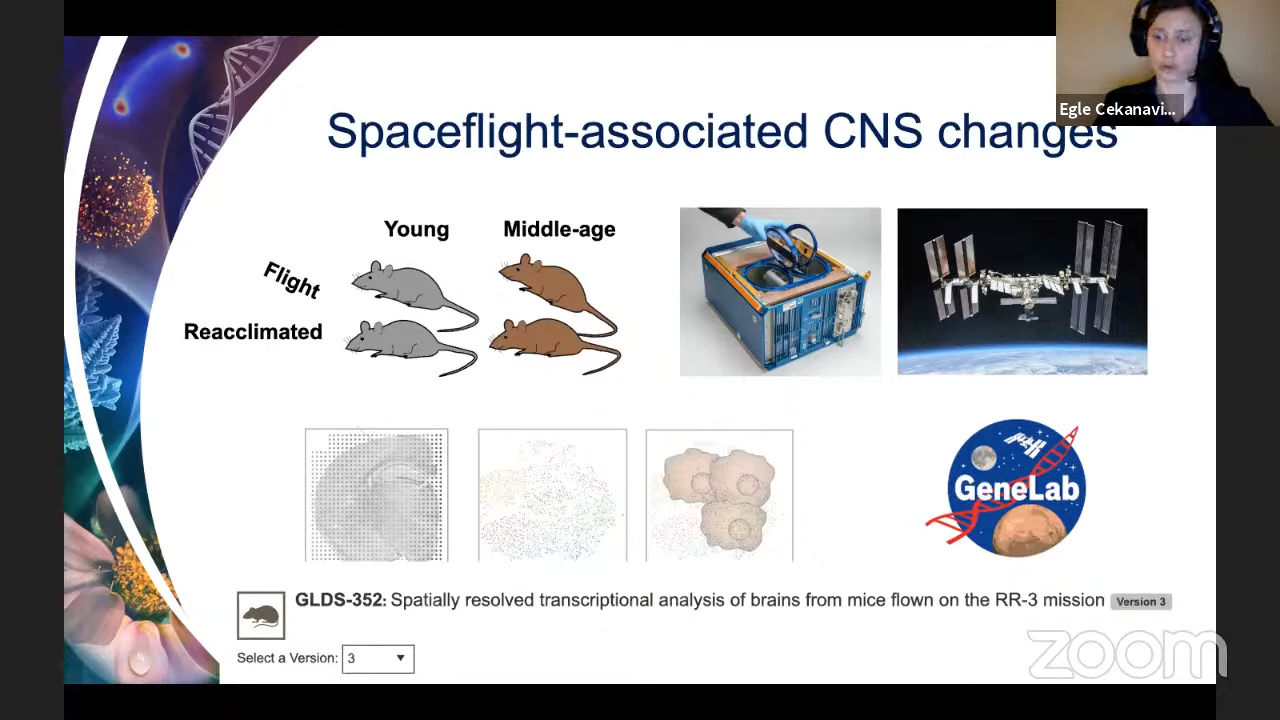 Egle Cekanavi...
Spaceflight-associated CNS changes
Young
Middle-age
Flight
Reacclimated
GeneLab
GLDS-352: Spatially resolved transcriptional analysis of brains from mice flown on the RR-3 mission Version 3
Select a Version: 3
zoom